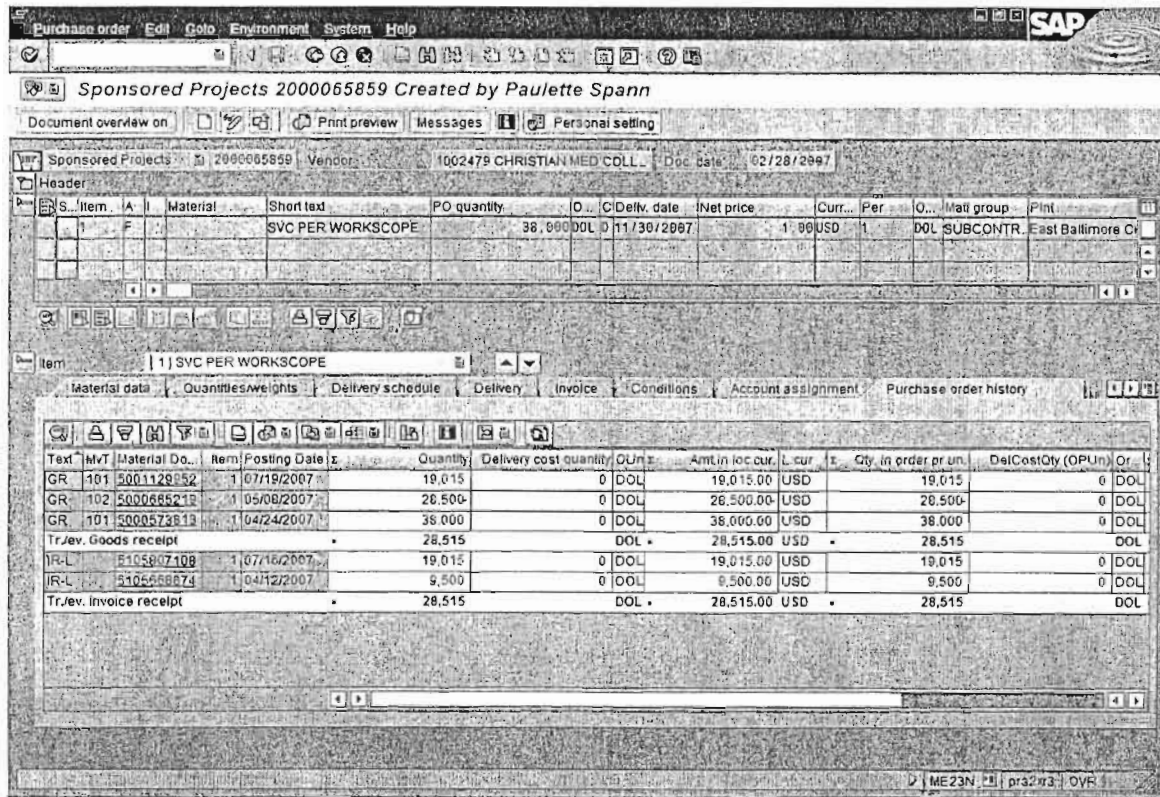 Purchase order Edit Goto Environment System Help
SAP
Sponsored Projects 2000065859 Created by Paulette Spann
Document overview on Print preview Messages Personal setting
Sponsored Projects 2000065859 Vendor 1002479 CHRISTIAN MED COLL... Doc. date 02/28/2007
Header
S... Item A I Material Short text PO quantity O... C Deliv. date Net price Curr... Per O... Matl group Plnt
1 F SVC PER WORKSCOPE 38,000 DOL D 11/30/2007 1.00 USD 1 DOL SUBCONTR... East Baltimore
Item [ 1 ] SVC PER WORKSCOPE
Material data Quantities/weights Delivery schedule Delivery Invoice Conditions Account assignment Purchase order history
Text MvT Material Do... Item Posting Date Σ Quantity Delivery cost quantity OUn Σ Amt.in loc.cur. L.cur Σ Qty. in order pr un. DelCostQty (OPUn) Or...
GR 101 5001129852 1 07/19/2007 19,015 0 DOL 19,015.00 USD 19,015 0 DOL
GR 102 1 05/08/2007 28,500- 0 DOL 28,500.00- USD 28,500- 0 DOL
GR 101 1 04/24/2007 38,000 0 DOL 38,000.00 USD 38,000 0 DOL
Tr./ev. Goods receipt 28,515 DOL 28,515.00 USD 28,515 DOL
IR-L 5105807108 1 07/16/2007 19,015 0 DOL 19,015.00 USD 19,015 0 DOL
IR-L 1 04/12/2007 9,500 0 DOL 9,500.00 USD 9,500 0 DOL
Tr./ev. Invoice receipt 28,515 DOL 28,515.00 USD 28,515 DOL
ME23N OVR